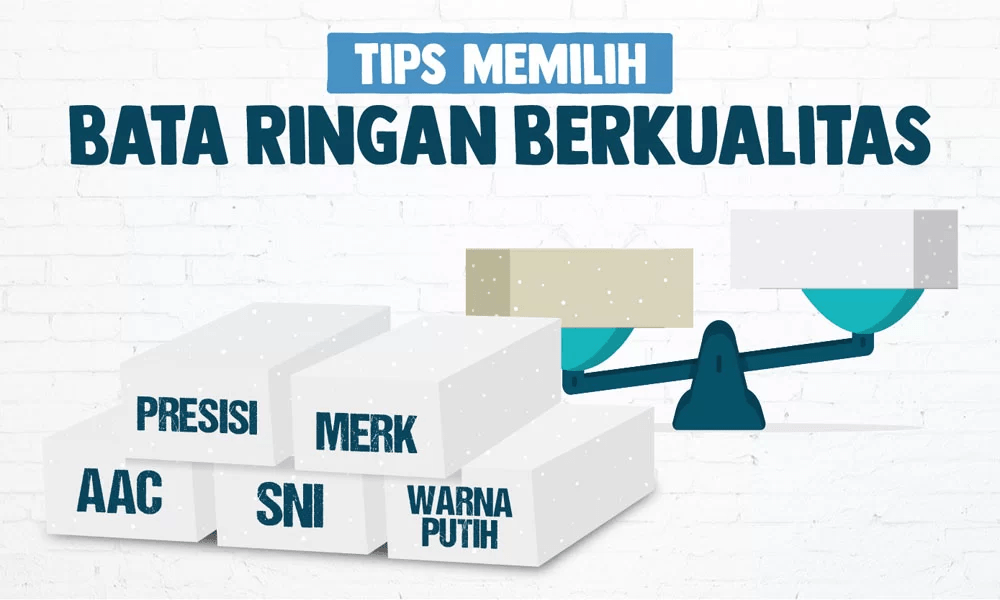 TIPS MEMILIH
BATA RINGAN BERKUALITAS
PRESISI
MERK
AAC
SNI
WARNA
PUTIH